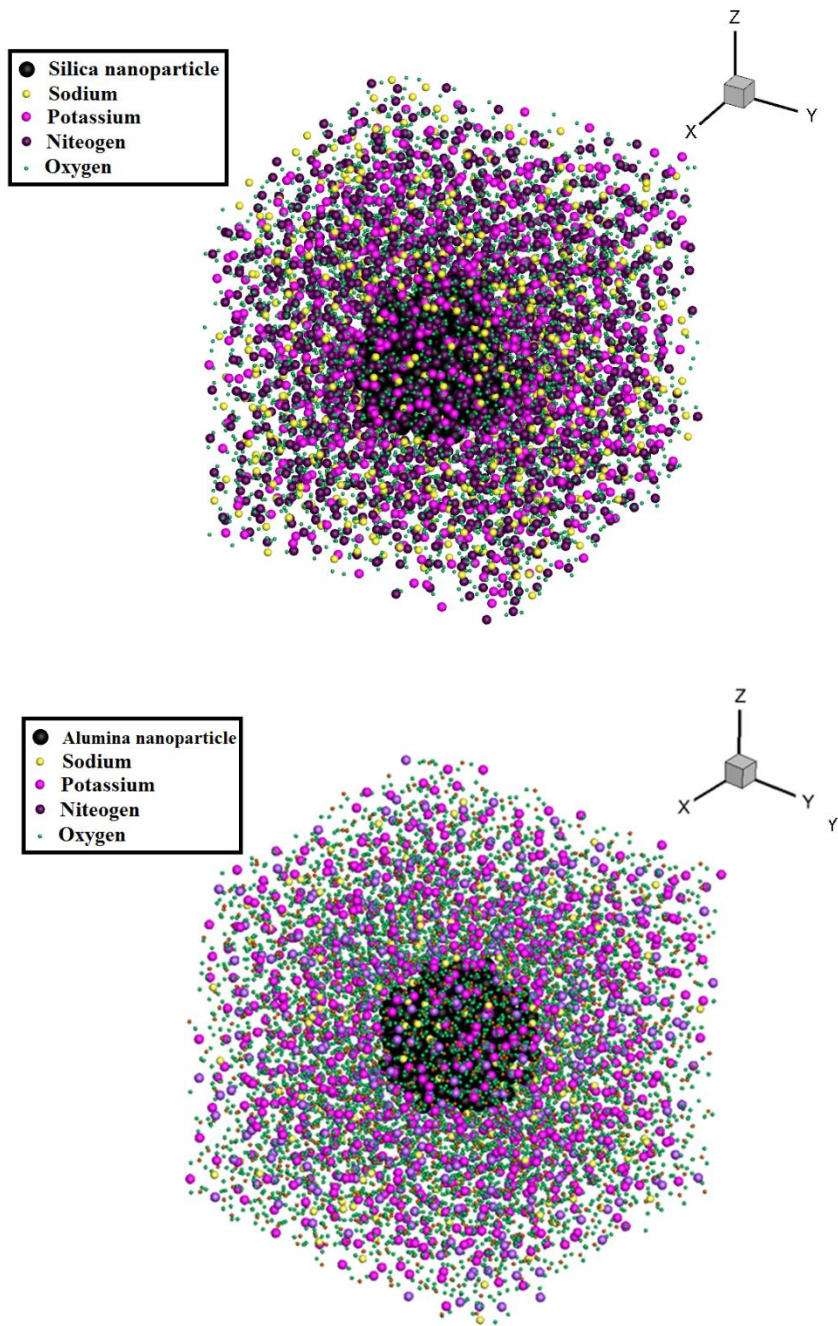 Z
Silica nanoparticle
Sodium
Potassium
Niteogen
Oxygen
X
Y
Z
Alumina nanoparticle
Sodium
Potassium
Niteogen
Oxygen
X
Y
Y